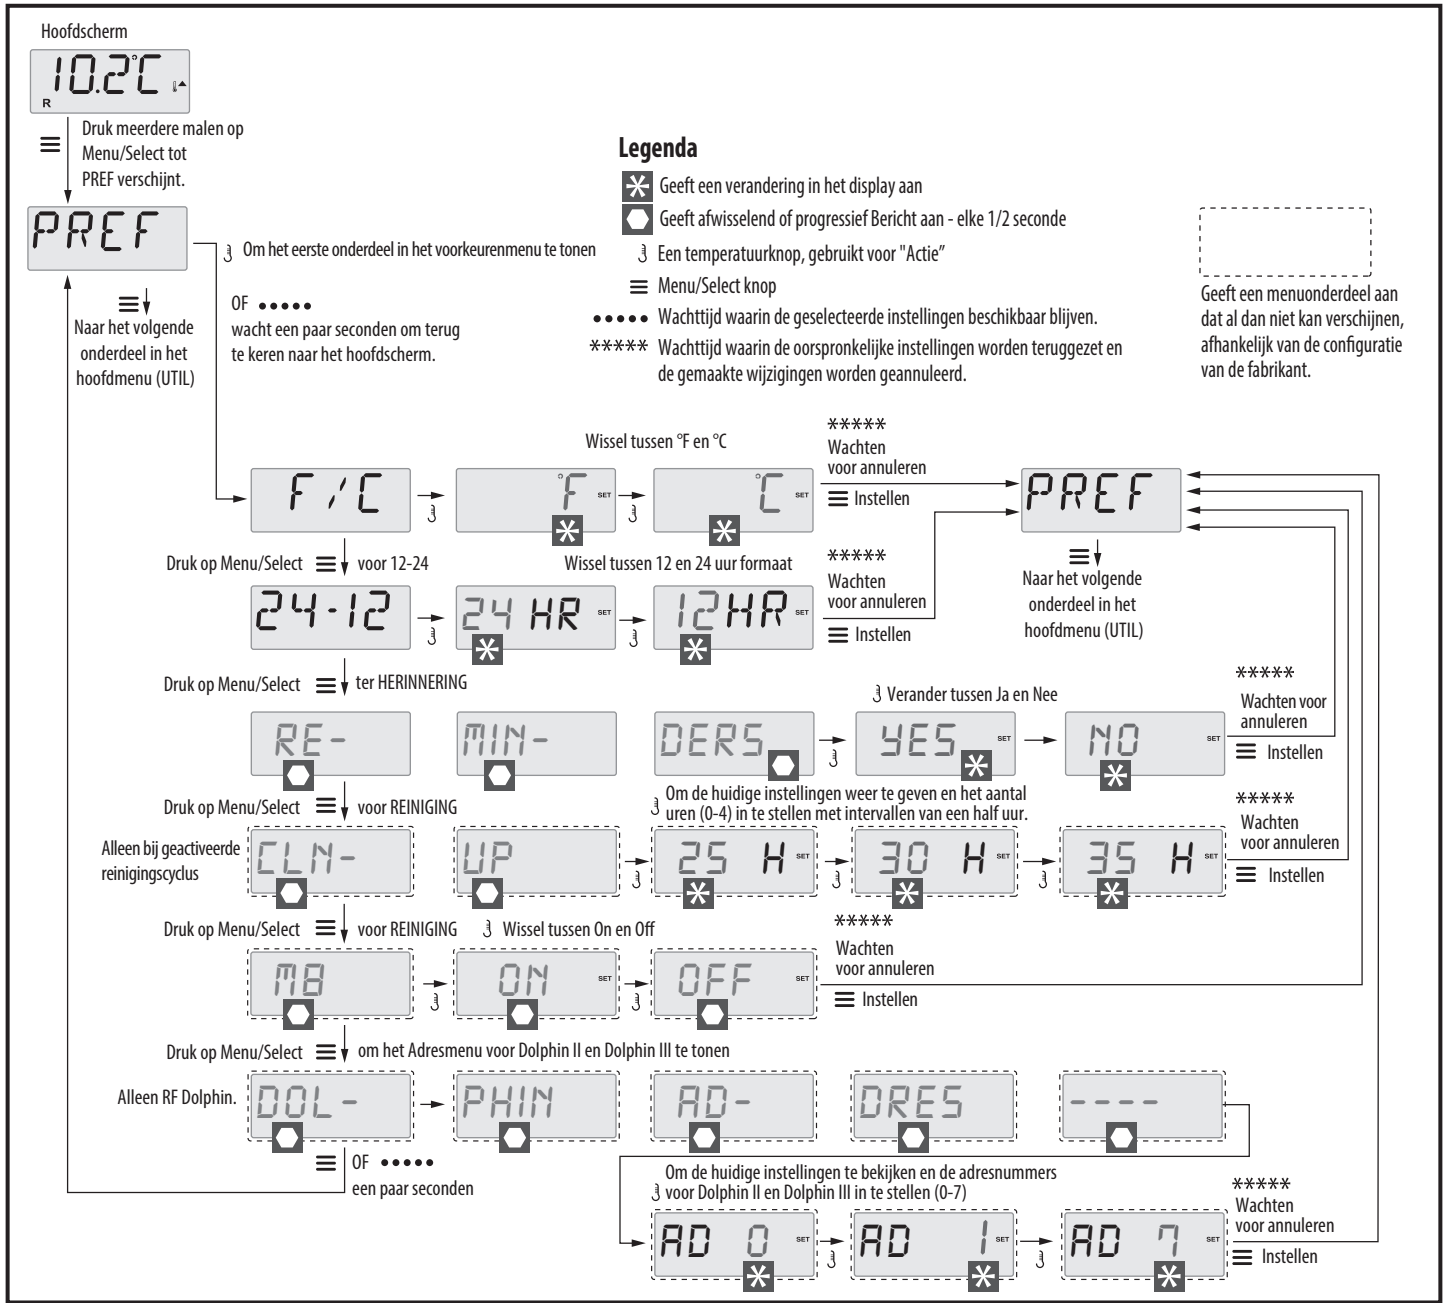 Hoofdscherm
10.2°C
R
Druk meerdere malen op
Menu/Select tot
PREF verschijnt.
PREF
Om het eerste onderdeel in het voorkeurenmenu te tonen
OF •••••
wacht een paar seconden om terug
te keren naar het hoofdscherm.
Naar het volgende
onderdeel in het
hoofdmenu (UTIL)
Legenda
Geeft een verandering in het display aan
Geeft afwisselend of progressief Bericht aan - elke 1/2 seconde
Een temperatuurknop, gebruikt voor "Actie”
Menu/Select knop
••••• Wachttijd waarin de geselecteerde instellingen beschikbaar blijven.
***** Wachttijd waarin de oorspronkelijke instellingen worden teruggezet en
de gemaakte wijzigingen worden geannuleerd.
Geeft een menuonderdeel aan
dat al dan niet kan verschijnen,
afhankelijk van de configuratie
van de fabrikant.
Wissel tussen °F en °C
F/C
°F SET
°C SET
*****
Wachten
voor annuleren
Instellen
PREF
Naar het volgende
onderdeel in het
hoofdmenu (UTIL)
Druk op Menu/Select voor 12-24
Wissel tussen 12 en 24 uur formaat
24-12
24 HR SET
12 HR SET
*****
Wachten
voor annuleren
Instellen
Druk op Menu/Select ter HERINNERING
Verander tussen Ja en Nee
RE-
MIN-
DERS
YES SET
NO SET
*****
Wachten voor
annuleren
Instellen
Druk op Menu/Select voor REINIGING
Om de huidige instellingen weer te geven en het aantal
uren (0-4) in te stellen met intervallen van een half uur.
Alleen bij geactiveerde
reinigingscyclus
CLN-
UP
25 H SET
30 H SET
35 H SET
*****
Wachten
voor annuleren
Instellen
Druk op Menu/Select voor REINIGING
Wissel tussen On en Off
M8
ON SET
OFF SET
*****
Wachten
voor annuleren
Instellen
Druk op Menu/Select om het Adresmenu voor Dolphin II en Dolphin III te tonen
Alleen RF Dolphin.
DOL-
PHIN
AD-
DRES
----
OF •••••
een paar seconden
Om de huidige instellingen te bekijken en de adresnummers
voor Dolphin II en Dolphin III in te stellen (0-7)
AD 0 SET
AD 1 SET
AD 7 SET
*****
Wachten
voor annuleren
Instellen